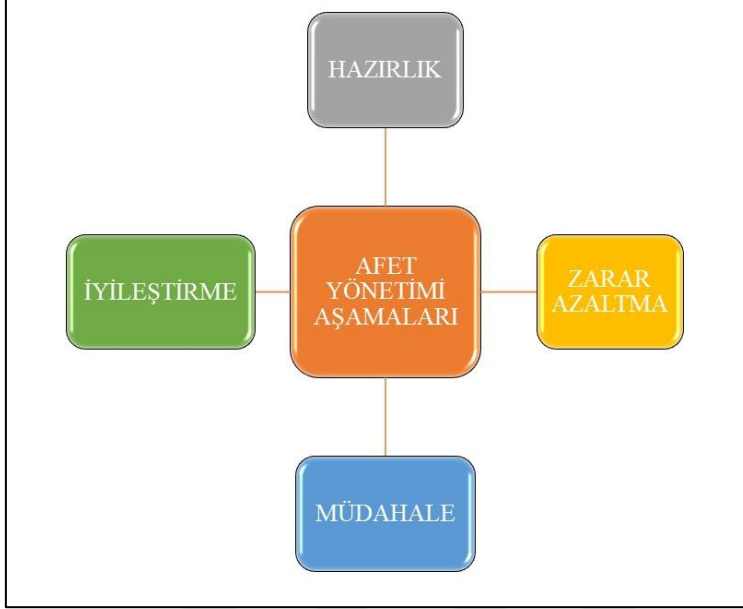 HAZIRLIK
İYİLEŞTİRME
AFET
YÖNETİMİ
AŞAMALARI
ZARAR
AZALTMA
MÜDAHALE